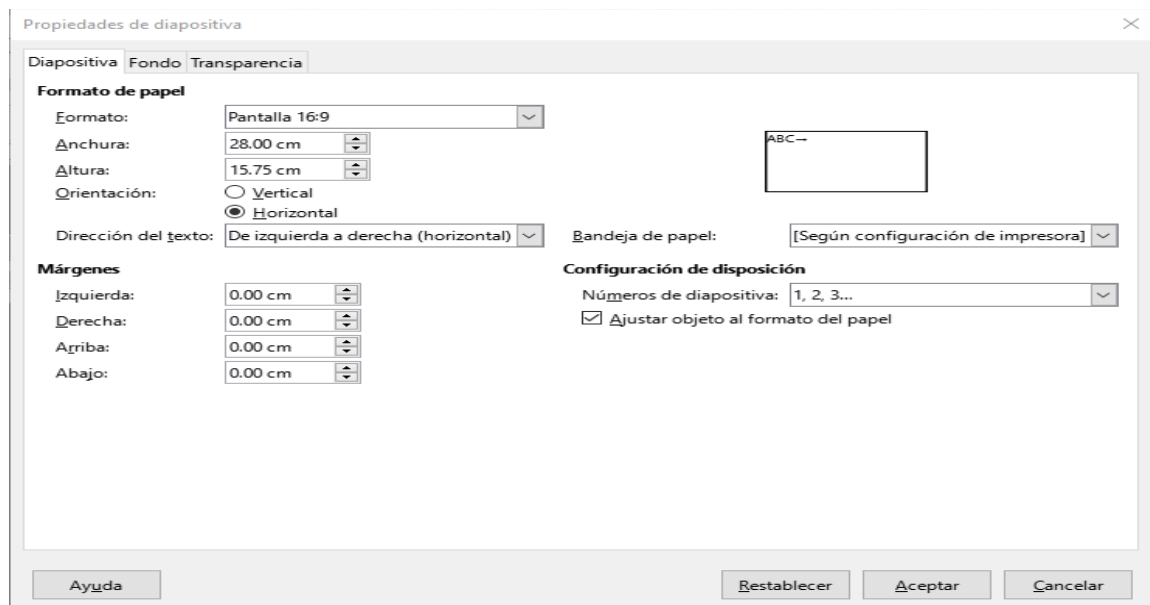 Propiedades de diapositiva
Diapositiva Fondo Transparencia
Formato de papel
Formato: Pantalla 16:9
Anchura: 28.00 cm
ABC→
Altura: 15.75 cm
Orientación: Vertical
Horizontal
Dirección del texto: De izquierda a derecha (horizontal) Bandeja de papel: [Según configuración de impresora]
Márgenes Configuración de disposición
Izquierda: 0.00 cm Números de diapositiva: 1, 2, 3...
Derecha: 0.00 cm Ajustar objeto al formato del papel
Arriba: 0.00 cm
Abajo: 0.00 cm
Ayuda Restablecer Aceptar Cancelar